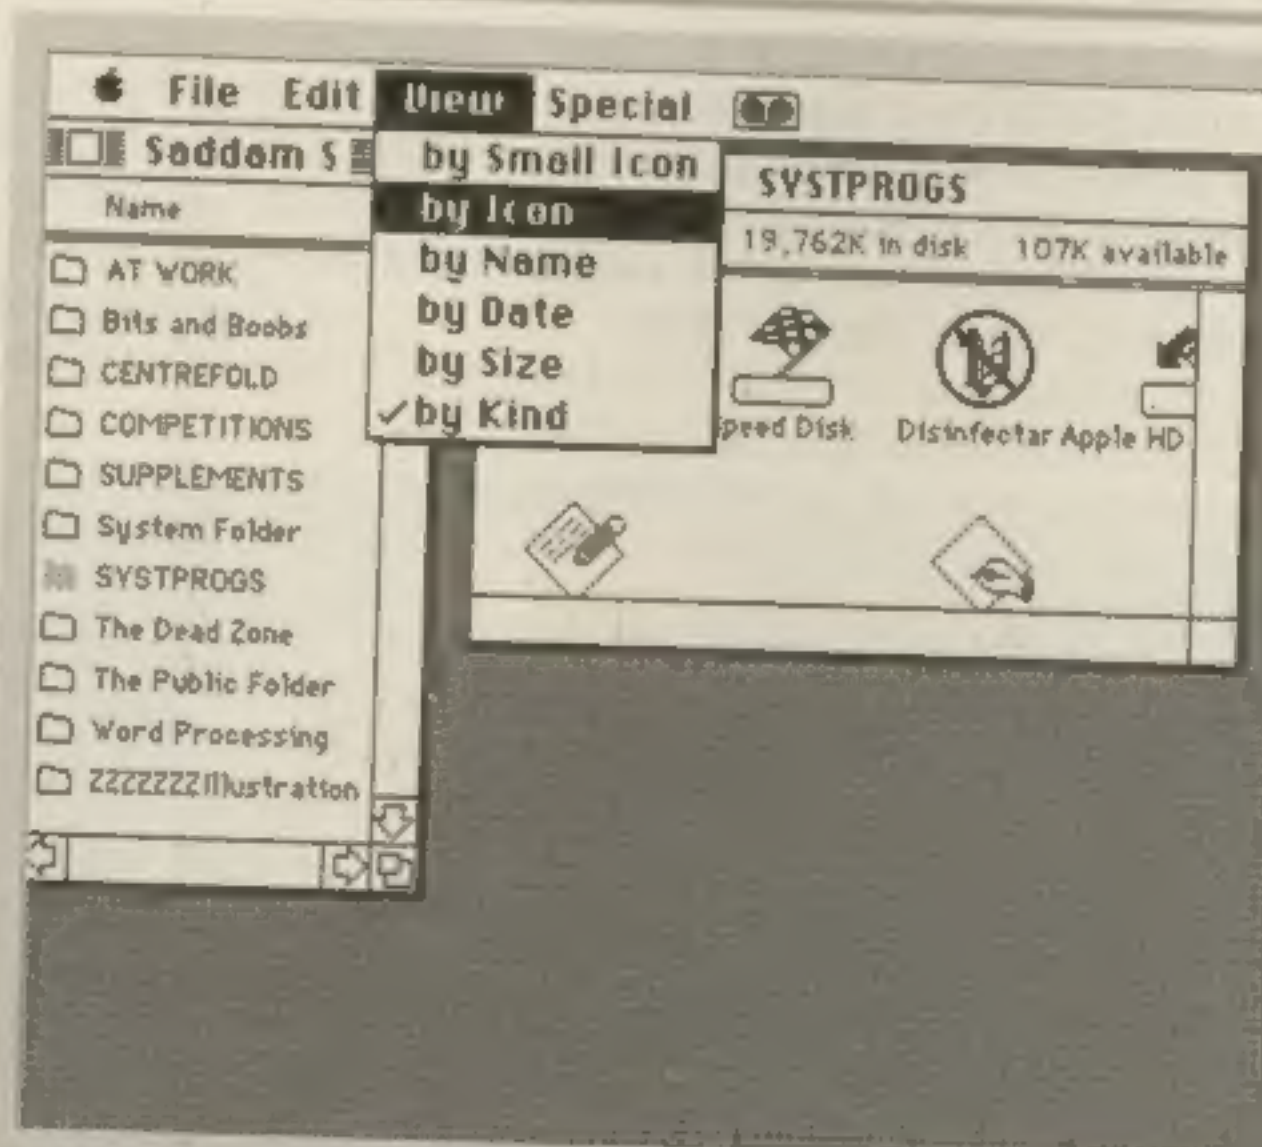 File Edit View Special
Saddam S
Name
AT WORK
Bits and Boobs
CENTREFOLD
COMPETITIONS
SUPPLEMENTS
System Folder
SYSTPROGS
The Dead Zone
The Public Folder
Word Processing
ZZZZZZZIllustration
by Small Icon
by Icon
by Name
by Date
by Size
by Kind
SYSTPROGS
19,762K in disk 107K available
peed Disk Disinfectar Apple HD